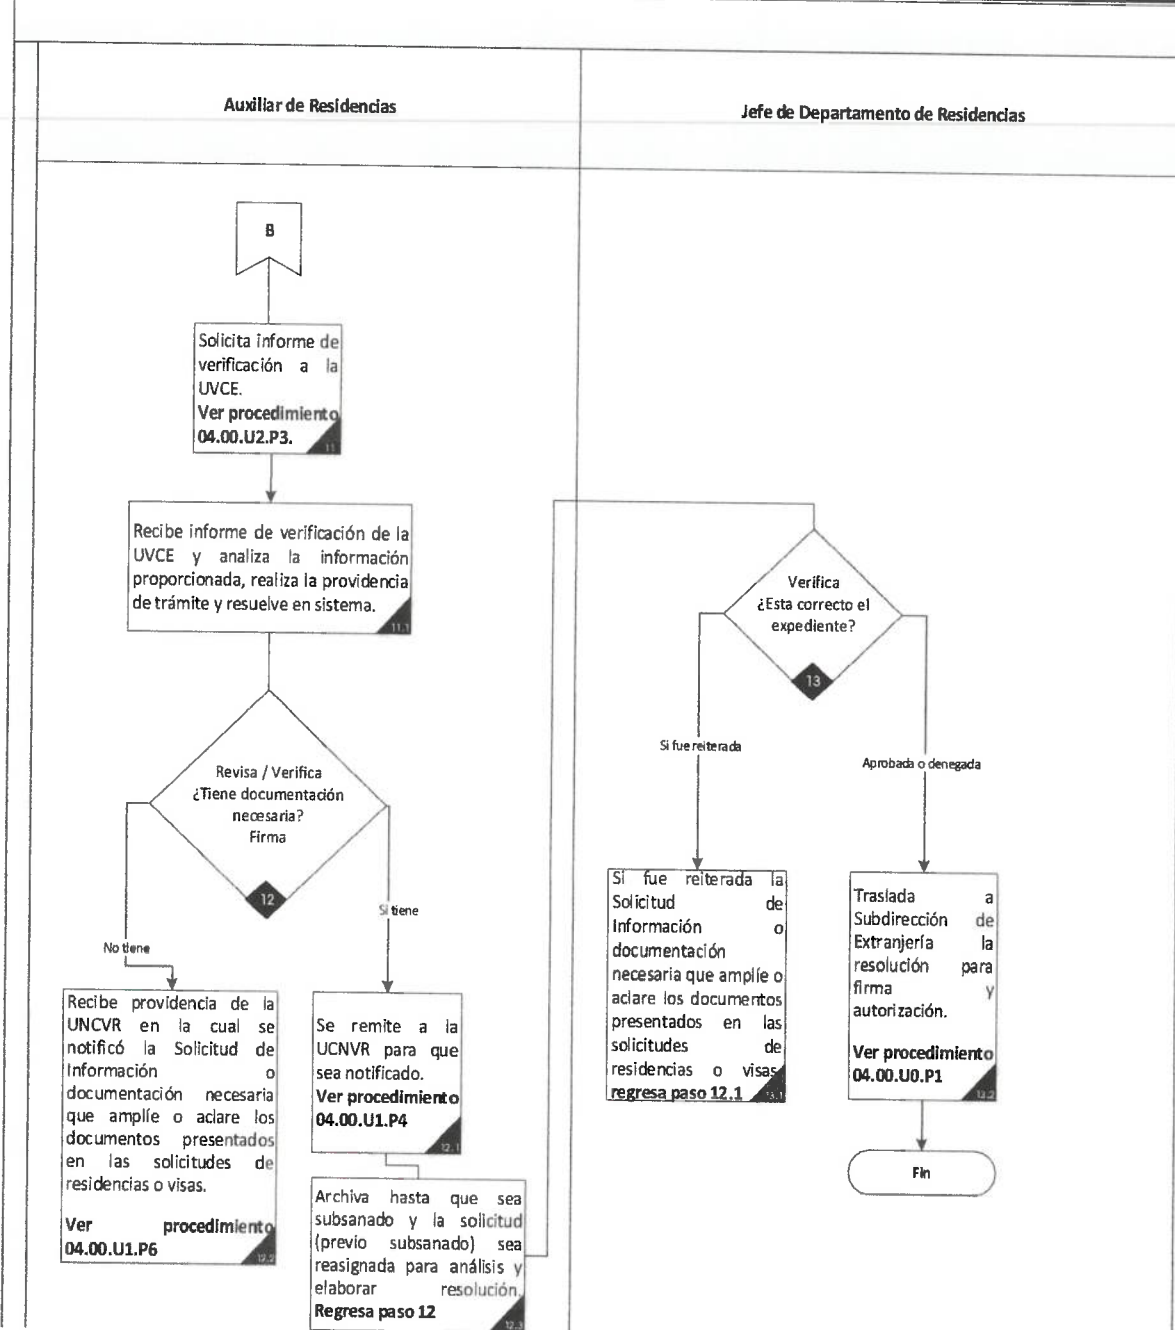 Auxiliar de Residencias
Jefe de Departamento de Residencias
B
Solicita informe de
verificación a la
UVCE.
Ver procedimiento
04.00.U2.P3.
11
Recibe informe de verificación de la
UVCE y analiza la información
proporcionada, realiza la providencia
de trámite y resuelve en sistema.
11.1
Revisa / Verifica
¿Tiene documentación
necesaria?
Firma
12
No tiene
Si tiene
Recibe providencia de la
UNCVR en la cual se
notificó la Solicitud de
Información o
documentación necesaria
que amplíe o aclare los
documentos presentados
en las solicitudes de
residencias o visas.
Ver procedimiento
04.00.U1.P6
12.2
Se remite a la
UCNVR para que
sea notificado.
Ver procedimiento
04.00.U1.P4
12.1
Archiva hasta que sea
subsanado y la solicitud
(previo subsanado) sea
reasignada para análisis y
elaborar resolución.
Regresa paso 12
12.3
Verifica
¿Esta correcto el
expediente?
13
Si fue reiterada
Aprobada o denegada
Si fue reiterada la
Solicitud de
Información o
documentación
necesaria que amplíe o
aclare los documentos
presentados en las
solicitudes de
residencias o visas
regresa paso 12.1
13.1
Traslada a
Subdirección de
Extranjería la
resolución para
firma y
autorización.
Ver procedimiento
04.00.U0.P1
13.2
Fin